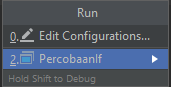 Run
0. Edit Configurations...
2. PercobaanIf
Hold Shift to Debug